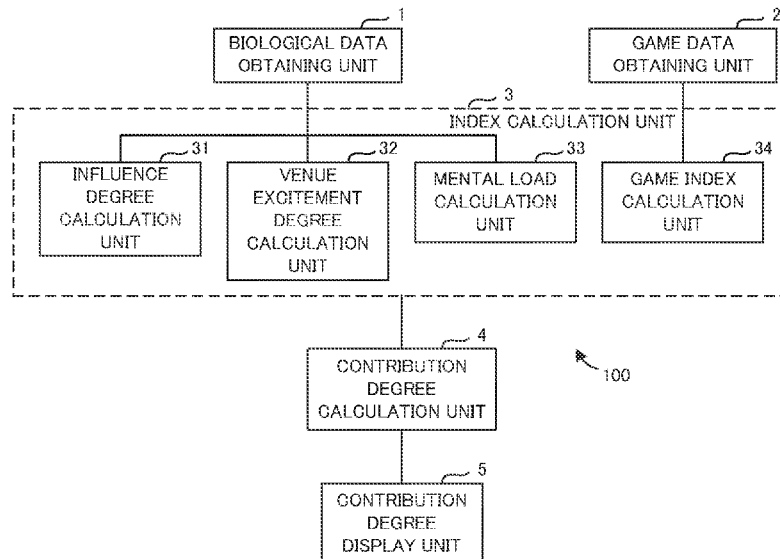 1
2
BIOLOGICAL DATA
OBTAINING UNIT
GAME DATA
OBTAINING UNIT
3
INDEX CALCULATION UNIT
31
32
33
34
INFLUENCE
DEGREE
CALCULATION
UNIT
VENUE
EXCITEMENT
DEGREE
CALCULATION
UNIT
MENTAL LOAD
CALCULATION
UNIT
GAME INDEX
CALCULATION
UNIT
4
CONTRIBUTION
DEGREE
CALCULATION UNIT
100
5
CONTRIBUTION
DEGREE
DISPLAY UNIT